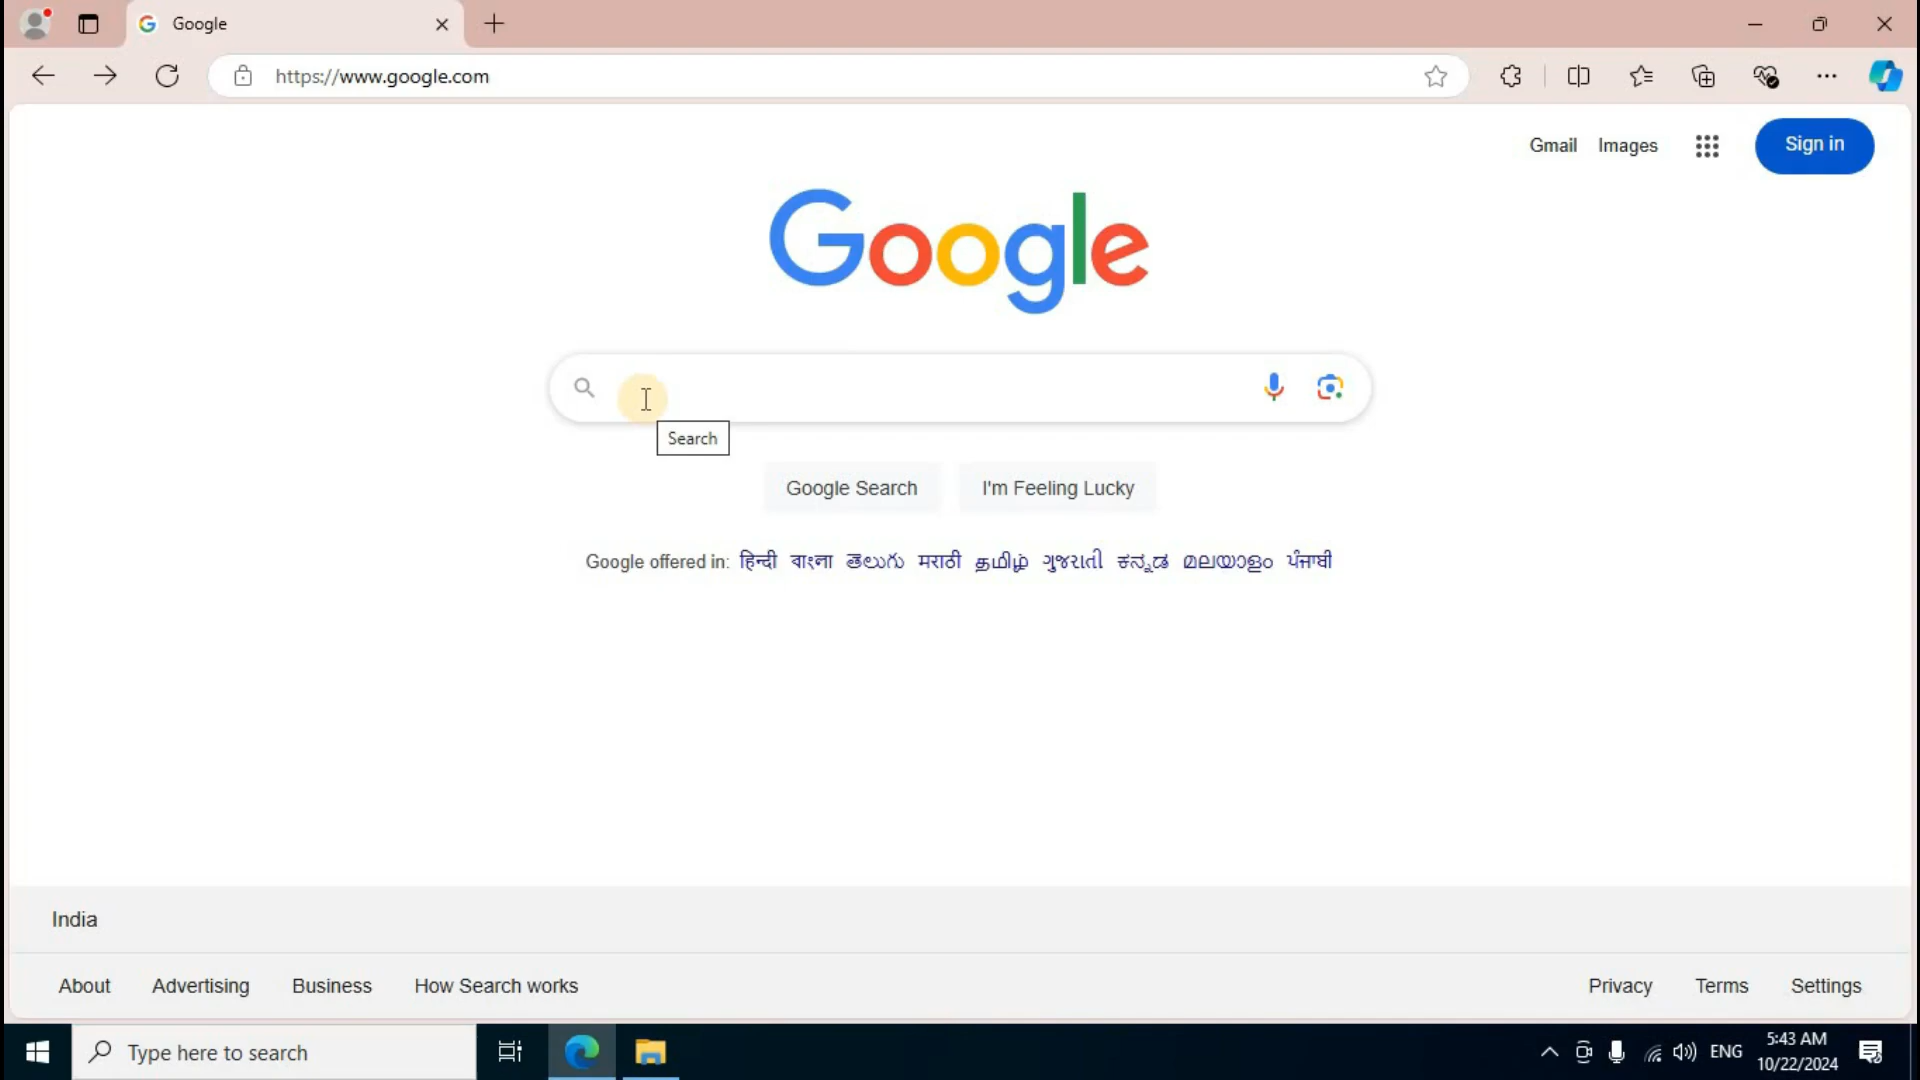 Google
https://www.google.com
Gmail Images Sign in
Google
Search
Google Search I'm Feeling Lucky
Google offered in: हिन्दी বাংলা తెలుగు मराठी தமிழ் ગુજરાતી ಕನ್ನಡ മലയാളം ਪੰਜਾਬੀ
India
About Advertising Business How Search works Privacy Terms Settings
Type here to search
ENG
5:43 AM
10/22/2024